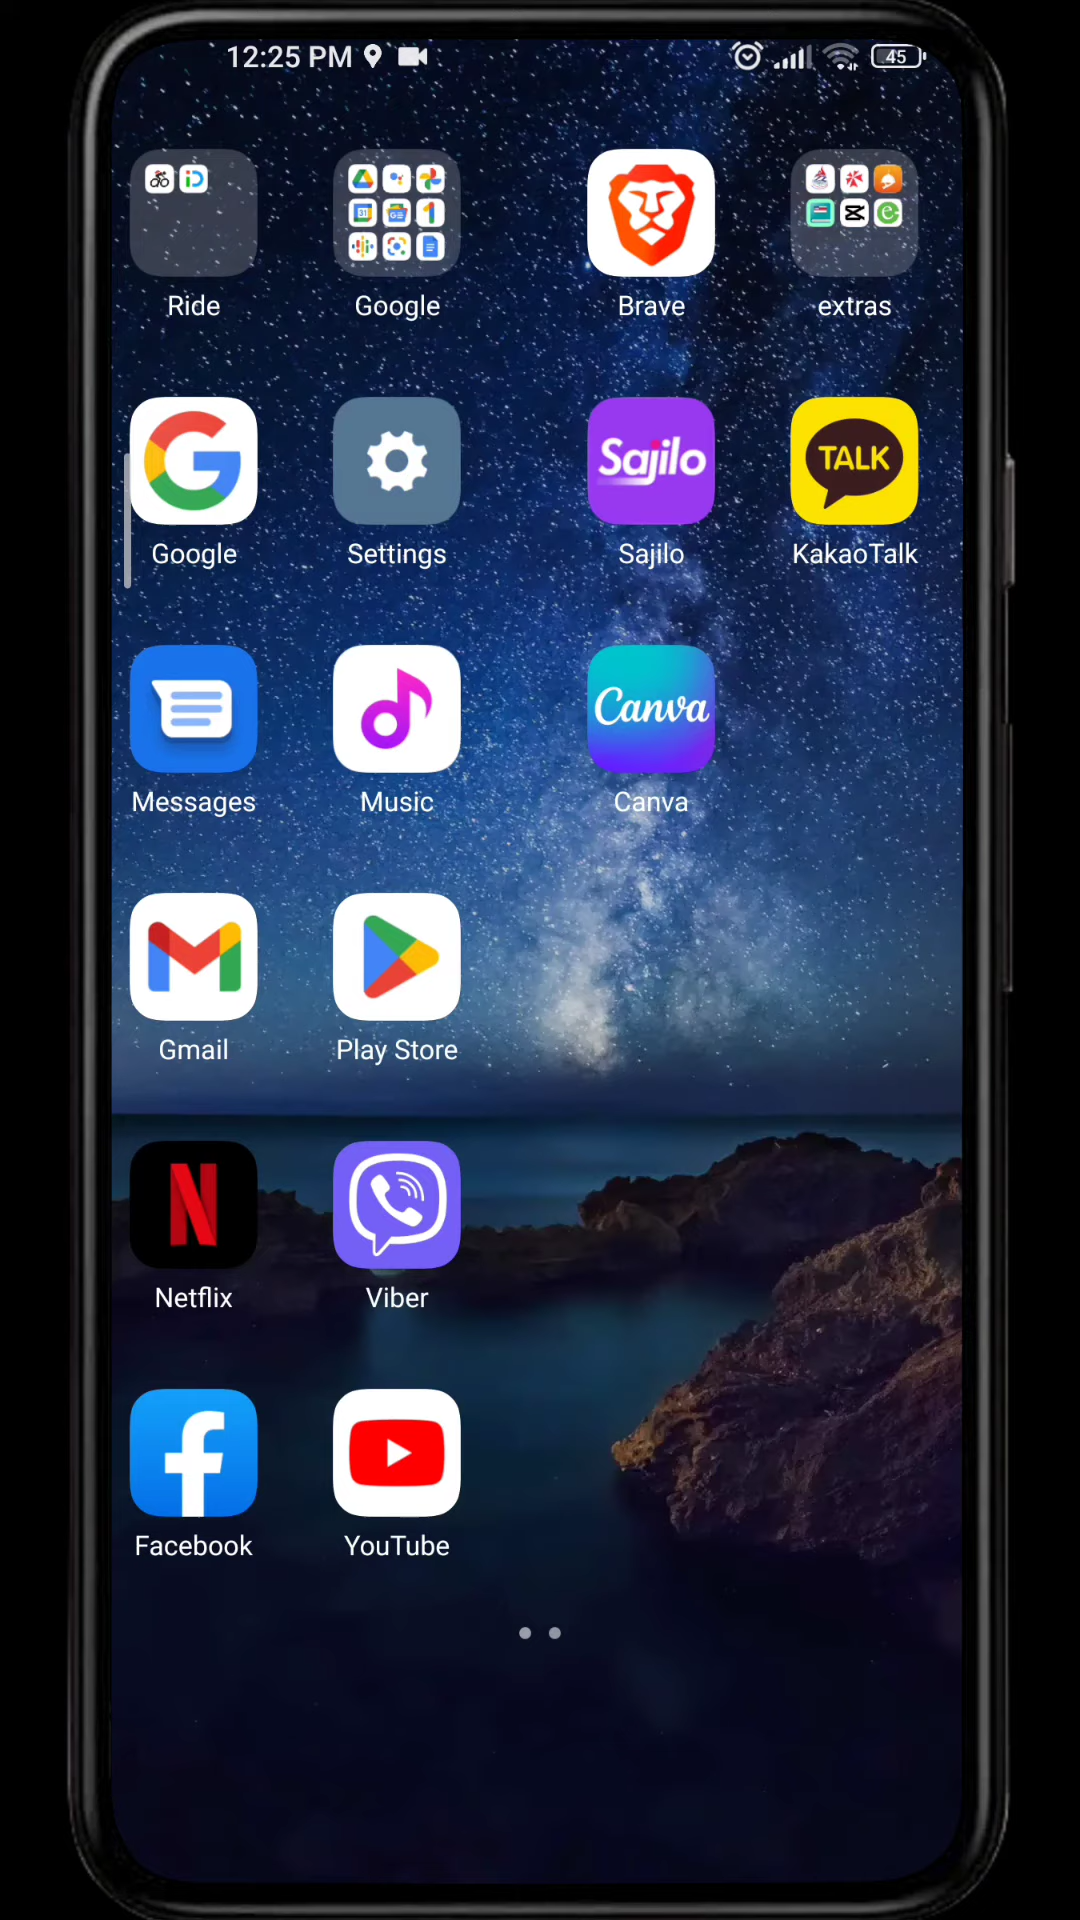 12:25 PM 45
Ride Google Brave extras
Sajilo TALK
Google Settings Sajilo KakaoTalk
Canva
Messages Music Canva
Gmail Play Store
Netflix Viber
Facebook YouTube